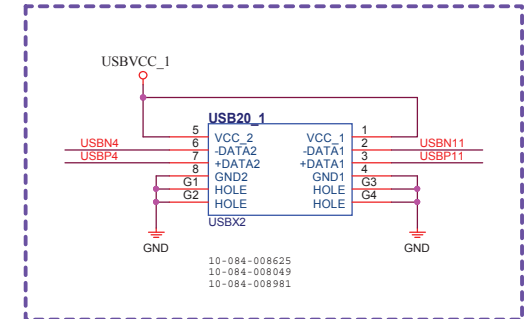 USBVCC_1
USB20_1
5 VCC_2 VCC_1 1
USBN4 6 -DATA2 -DATA1 2 USBN11
USBP4 7 +DATA2 +DATA1 3 USBP11
8 GND2 GND1 4
G1 HOLE HOLE G3
G2 HOLE HOLE G4
USBX2
GND GND
10-084-008625
10-084-008049
10-084-008981